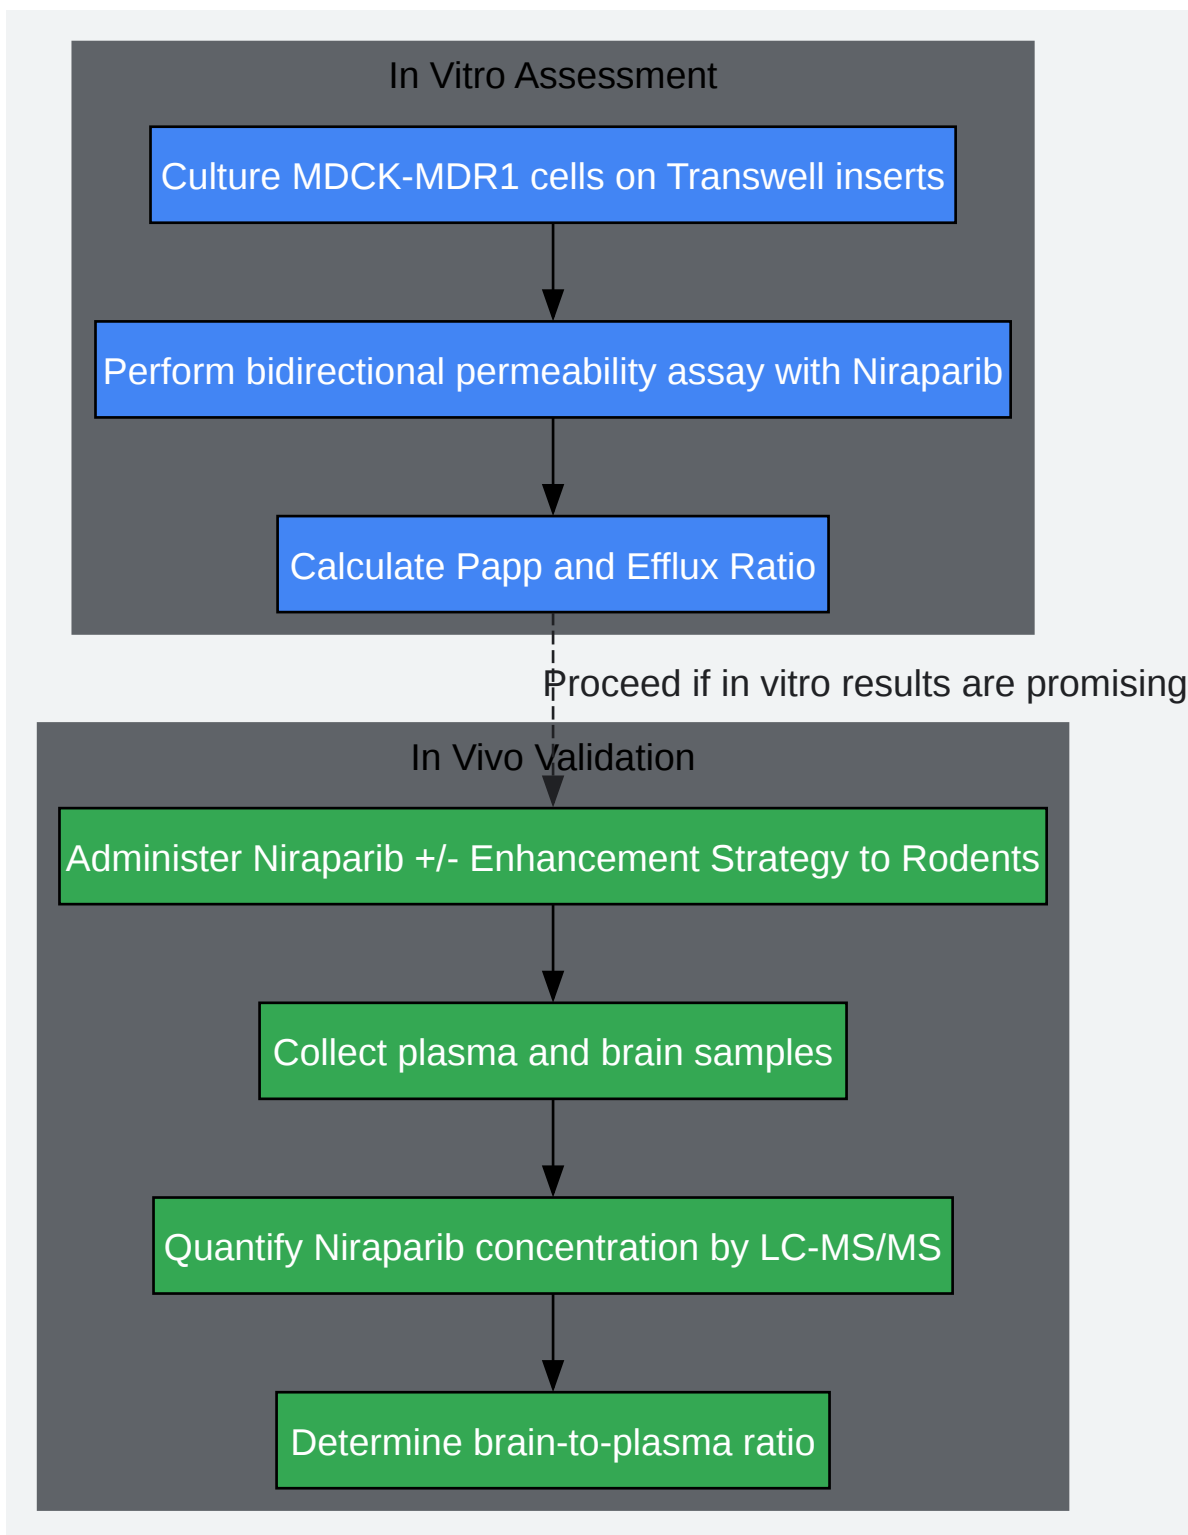 In Vitro Assessment
Culture MDCK-MDR1 cells on Transwell inserts
Perform bidirectional permeability assay with Niraparib
Calculate Papp and Efflux Ratio
Proceed if in vitro results are promising
In Vivo Validation
Administer Niraparib +/- Enhancement Strategy to Rodents
Collect plasma and brain samples
Quantify Niraparib concentration by LC-MS/MS
Determine brain-to-plasma ratio